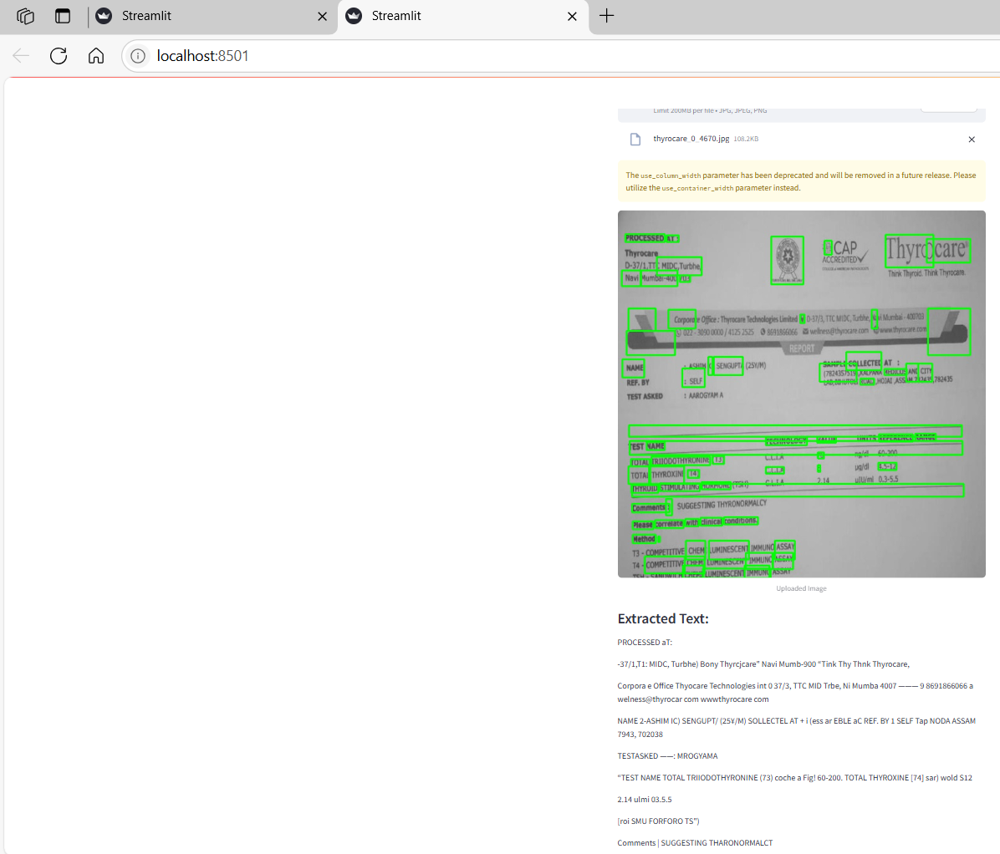 Streamlit
Streamlit
localhost:8501
Limit 200MB per file • JPG, JPEG, PNG
thyrocare_0_4670.jpg 108.2KB
The use_column_width parameter has been deprecated and will be removed in a future release. Please
utilize the use_container_width parameter instead.
PROCESSED AT:
Thyrocare
D-37/1,TTC MIDC,Turbhe,
Navi Mumbai-400 703
CAP
ACCREDITED
Thyrocare
Think Thyroid. Think Thyrocare.
Corporate Office : Thyrocare Technologies Limited D-37/3, TTC MIDC, Turbhe, Navi Mumbai - 400703
022 - 3090 0000 / 4125 2525 8691866066 wellness@thyrocare.com www.thyrocare.com
REPORT
NAME : ASHIM SENGUPTA (25Y/M)
REF. BY : SELF
TEST ASKED : AAROGYAM A
SAMPLE COLLECTED AT :
(7824357519),KALPANA MEDICOS AND CITY
ROAD,HOJAI ,ASSAM,782435,782435
TEST NAME TECHNOLOGY VALUE UNITS REFERENCE RANGE
TOTAL TRIIODOTHYRONINE (T3) C.L.I.A ng/dl 60-200
TOTAL THYROXINE (T4) C.L.I.A µg/dl 4.5-12
THYROID STIMULATING HORMONE (TSH) C.L.I.A 2.14 uIU/ml 0.3-5.5
Comments : SUGGESTING THYRONORMALCY
Please correlate with clinical conditions.
Method :
T3 - COMPETITIVE CHEMI LUMINESCENT IMMUNO ASSAY
T4 - COMPETITIVE CHEMI LUMINESCENT IMMUNO ASSAY
TSH - SANDWICH CHEMI LUMINESCENT IMMUNO ASSAY
Uploaded Image
Extracted Text:
PROCESSED aT:
-37/1,T1: MIDC, Turbhe) Bony Thyrcjcare” Navi Mumb-900 “Tink Thy Thnk Thyrocare,
Corpora e Office Thyocare Technologies int 0 37/3, TTC MID Trbe, Ni Mumba 4007 ——— 9 8691866066 a
welness@thyrocar com wwwthyrocare com
NAME 2-ASHIM IC) SENGUPT/ (25¥/M) SOLLECTEL AT + i (ess ar EBLE aC REF. BY 1 SELF Tap NODA ASSAM
7943, 702038
TESTASKED ——: MROGYAMA
“TEST NAME TOTAL TRIIODOTHYRONINE (73) coche a Fig! 60-200. TOTAL THYROXINE [74] sar) wold S12
2.14 ulmi 03.5.5
[roi SMU FORFORO TS”)
Comments | SUGGESTING THARONORMALCT